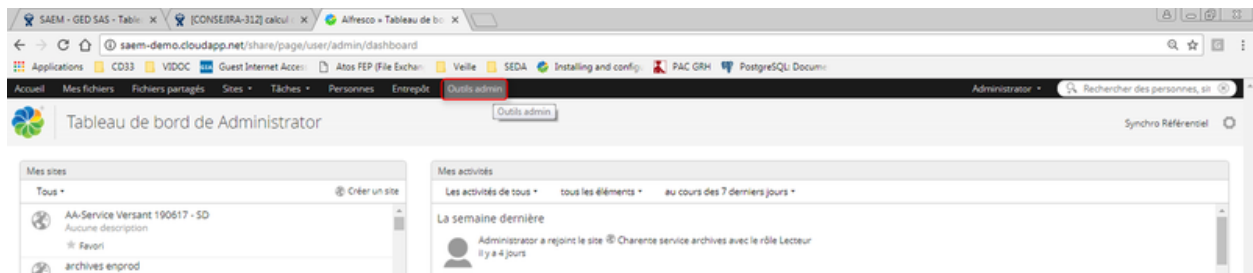 SAEM - GED SAS - Table
[CONSEJIRA-312] calcul
Alfresco » Tableau de bo
saem-demo.cloudapp.net/share/page/user/admin/dashboard
Applications CD33 VIDOC Guest Internet Acces Atos FEP (File Exchan Veille SEDA Installing and config PAC GRH PostgreSQL: Docume
Accueil Mes fichiers Fichiers partagés Sites Tâches Personnes Entrepôt Outils admin Administrator Rechercher des personnes, sit
Outils admin
Tableau de bord de Administrator Synchro Référentiel
Mes sites
Tous Créer un site
AA-Service Versant 190617 - SD
Aucune description
Favori
archives enprod
Mes activités
Les activités de tous tous les éléments au cours des 7 derniers jours
La semaine dernière
Administrator a rejoint le site Charente service archives avec le rôle Lecteur
il y a 4 jours